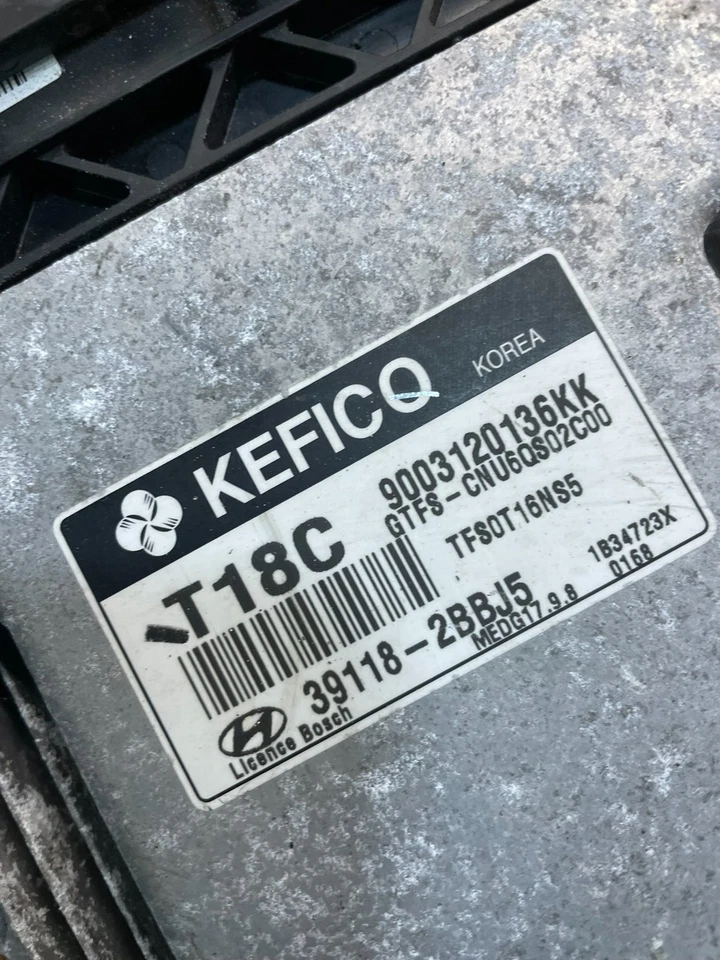 KEFICO KOREA
T18C 9003120136KK
GTFS-CNU6QS02C00
TFS0T16NS5
39118-2BBJ5 1B34723X
MEDG17.9.8 0168
Licence Bosch